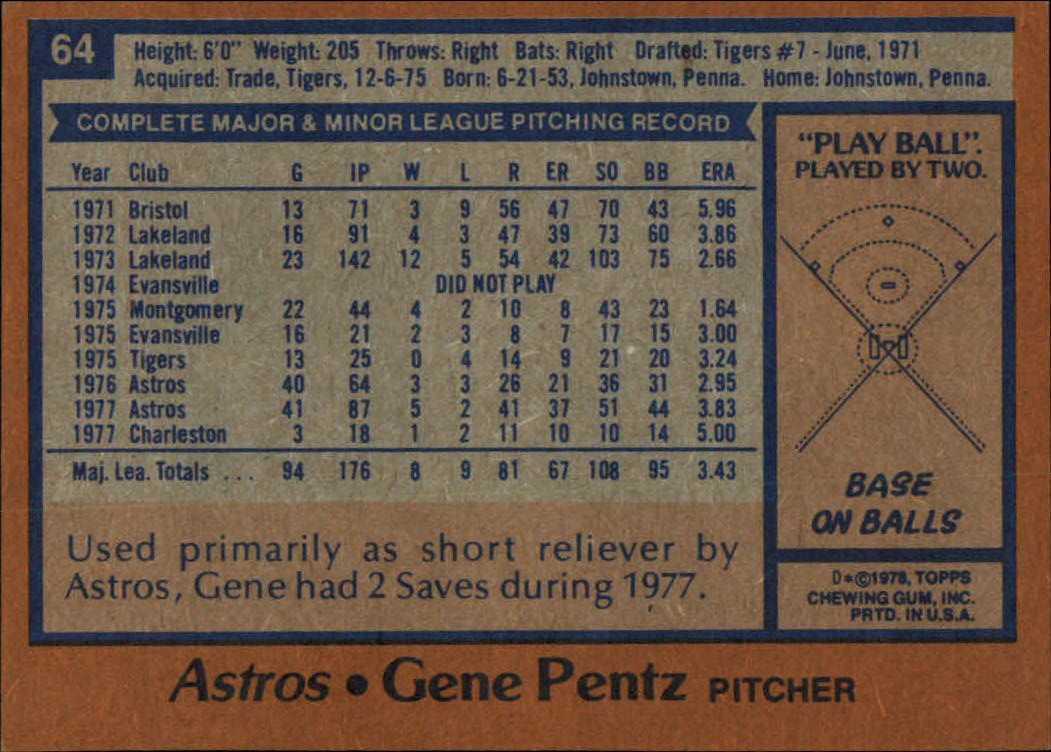 64
Height: 6'0" Weight: 205 Throws: Right Bats: Right Drafted: Tigers #7 - June, 1971
Acquired: Trade, Tigers, 12-6-75 Born: 6-21-53, Johnstown, Penna. Home: Johnstown, Penna.
COMPLETE MAJOR & MINOR LEAGUE PITCHING RECORD
Year Club G IP W L R ER SO BB ERA
1971 Bristol 13 71 3 9 56 47 70 43 5.96
1972 Lakeland 16 91 4 3 47 39 73 60 3.86
1973 Lakeland 23 142 12 5 54 42 103 75 2.66
1974 Evansville DID NOT PLAY
1975 Montgomery 22 44 4 2 10 8 43 23 1.64
1975 Evansville 16 21 2 3 8 7 17 15 3.00
1975 Tigers 13 25 0 4 14 9 21 20 3.24
1976 Astros 40 64 3 3 26 21 36 31 2.95
1977 Astros 41 87 5 2 41 37 51 44 3.83
1977 Charleston 3 18 1 2 11 10 10 14 5.00
Maj. Lea. Totals ... 94 176 8 9 81 67 108 95 3.43
Used primarily as short reliever by
Astros, Gene had 2 Saves during 1977.
"PLAY BALL".
PLAYED BY TWO.
BASE
ON BALLS
D*©1978, TOPPS
CHEWING GUM, INC.
PRTD. IN U.S.A.
Astros • Gene Pentz PITCHER